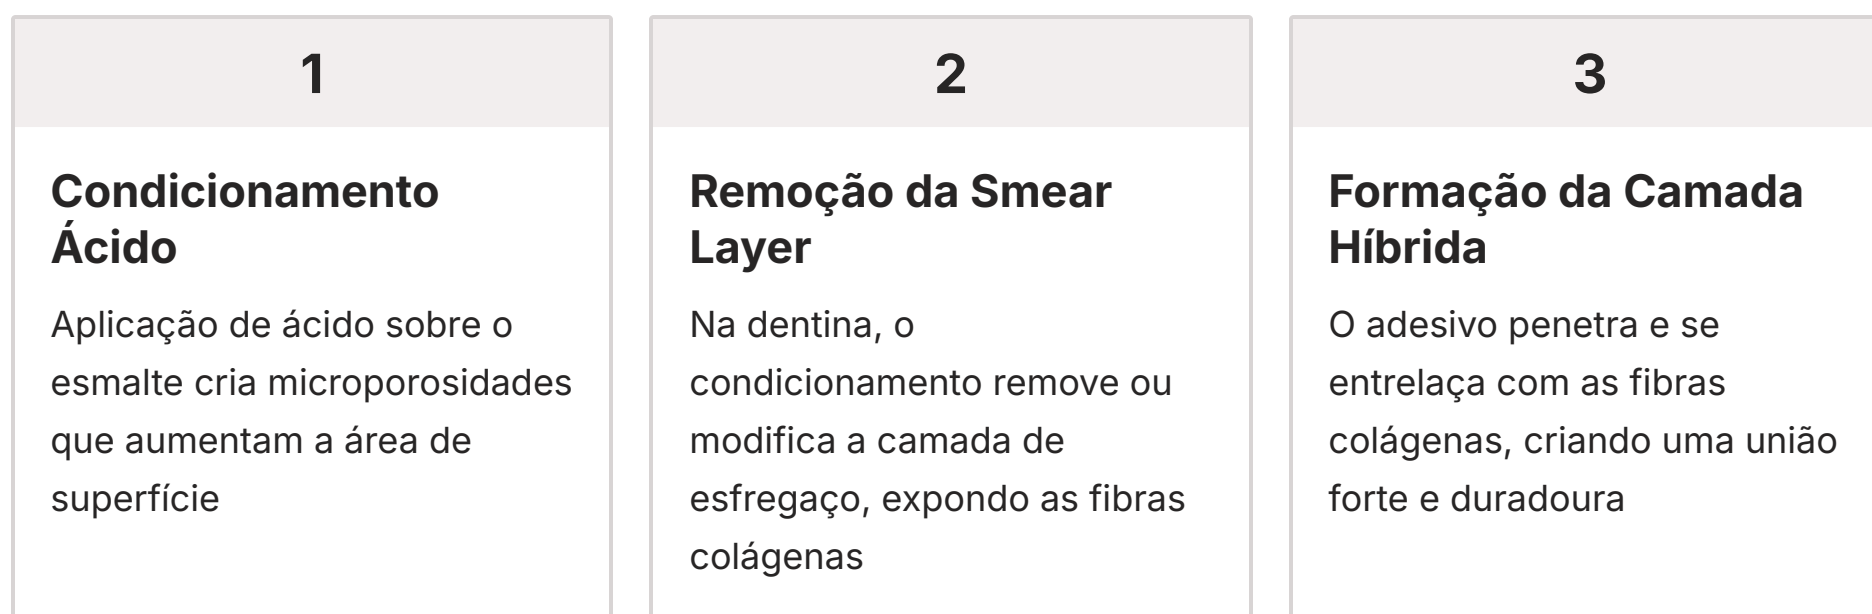 1
Condicionamento
Ácido
Aplicação de ácido sobre o
esmalte cria microporosidades
que aumentam a área de
superfície
2
Remoção da Smear
Layer
Na dentina, o
condicionamento remove ou
modifica a camada de
esfregaço, expondo as fibras
colágenas
3
Formação da Camada
Híbrida
O adesivo penetra e se
entrelaça com as fibras
colágenas, criando uma união
forte e duradoura